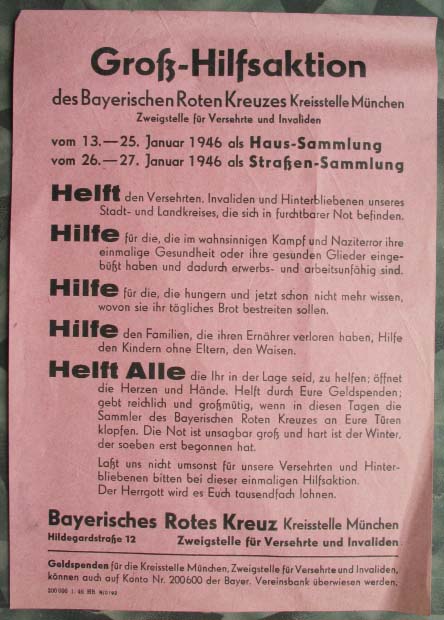 Groß-Hilfsaktion
des Bayerischen Roten Kreuzes Kreisstelle München
Zweigstelle für Versehrte und Invaliden
vom 13.—25. Januar 1946 als Haus-Sammlung
vom 26.—27. Januar 1946 als Straßen-Sammlung
Helft den Versehrten, Invaliden und Hinterbliebenen unseres
Stadt- und Landkreises, die sich in furchtbarer Not befinden.
Hilfe für die, die im wahnsinnigen Kampf und Naziterror ihre
einmalige Gesundheit oder ihre gesunden Glieder einge-
büßt haben und dadurch erwerbs- und arbeitsunfähig sind.
Hilfe für die, die hungern und jetzt schon nicht mehr wissen,
wovon sie ihr tägliches Brot bestreiten sollen.
Hilfe den Familien, die ihren Ernährer verloren haben, Hilfe
den Kindern ohne Eltern, den Waisen.
Helft Alle die Ihr in der Lage seid, zu helfen; öffnet
die Herzen und Hände. Helft durch Eure Geldspenden;
gebt reichlich und großmütig, wenn in diesen Tagen die
Sammler des Bayerischen Roten Kreuzes an Eure Türen
klopfen. Die Not ist unsagbar groß und hart ist der Winter,
der soeben erst begonnen hat.
Laßt uns nicht umsonst für unsere Versehrten und Hinter-
bliebenen bitten bei dieser einmaligen Hilfsaktion.
Der Herrgott wird es Euch tausendfach lohnen.
Bayerisches Rotes Kreuz Kreisstelle München
Hildegardstraße 12 Zweigstelle für Versehrte und Invaliden
Geldspenden für die Kreisstelle München, Zweigstelle für Versehrte und Invaliden,
können auch auf Konto Nr. 200600 der Bayer. Vereinsbank überwiesen werden.
200 000 1. 46 HB